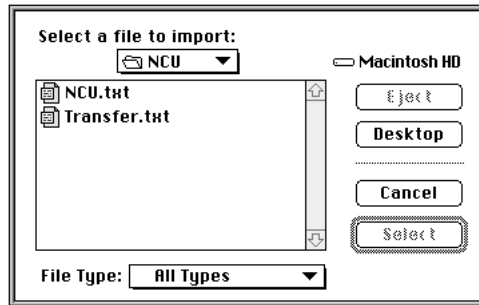 Select a file to import:
NCU
Macintosh HD
NCU.txt
Transfer.txt
Eject
Desktop
Cancel
Select
File Type: All Types